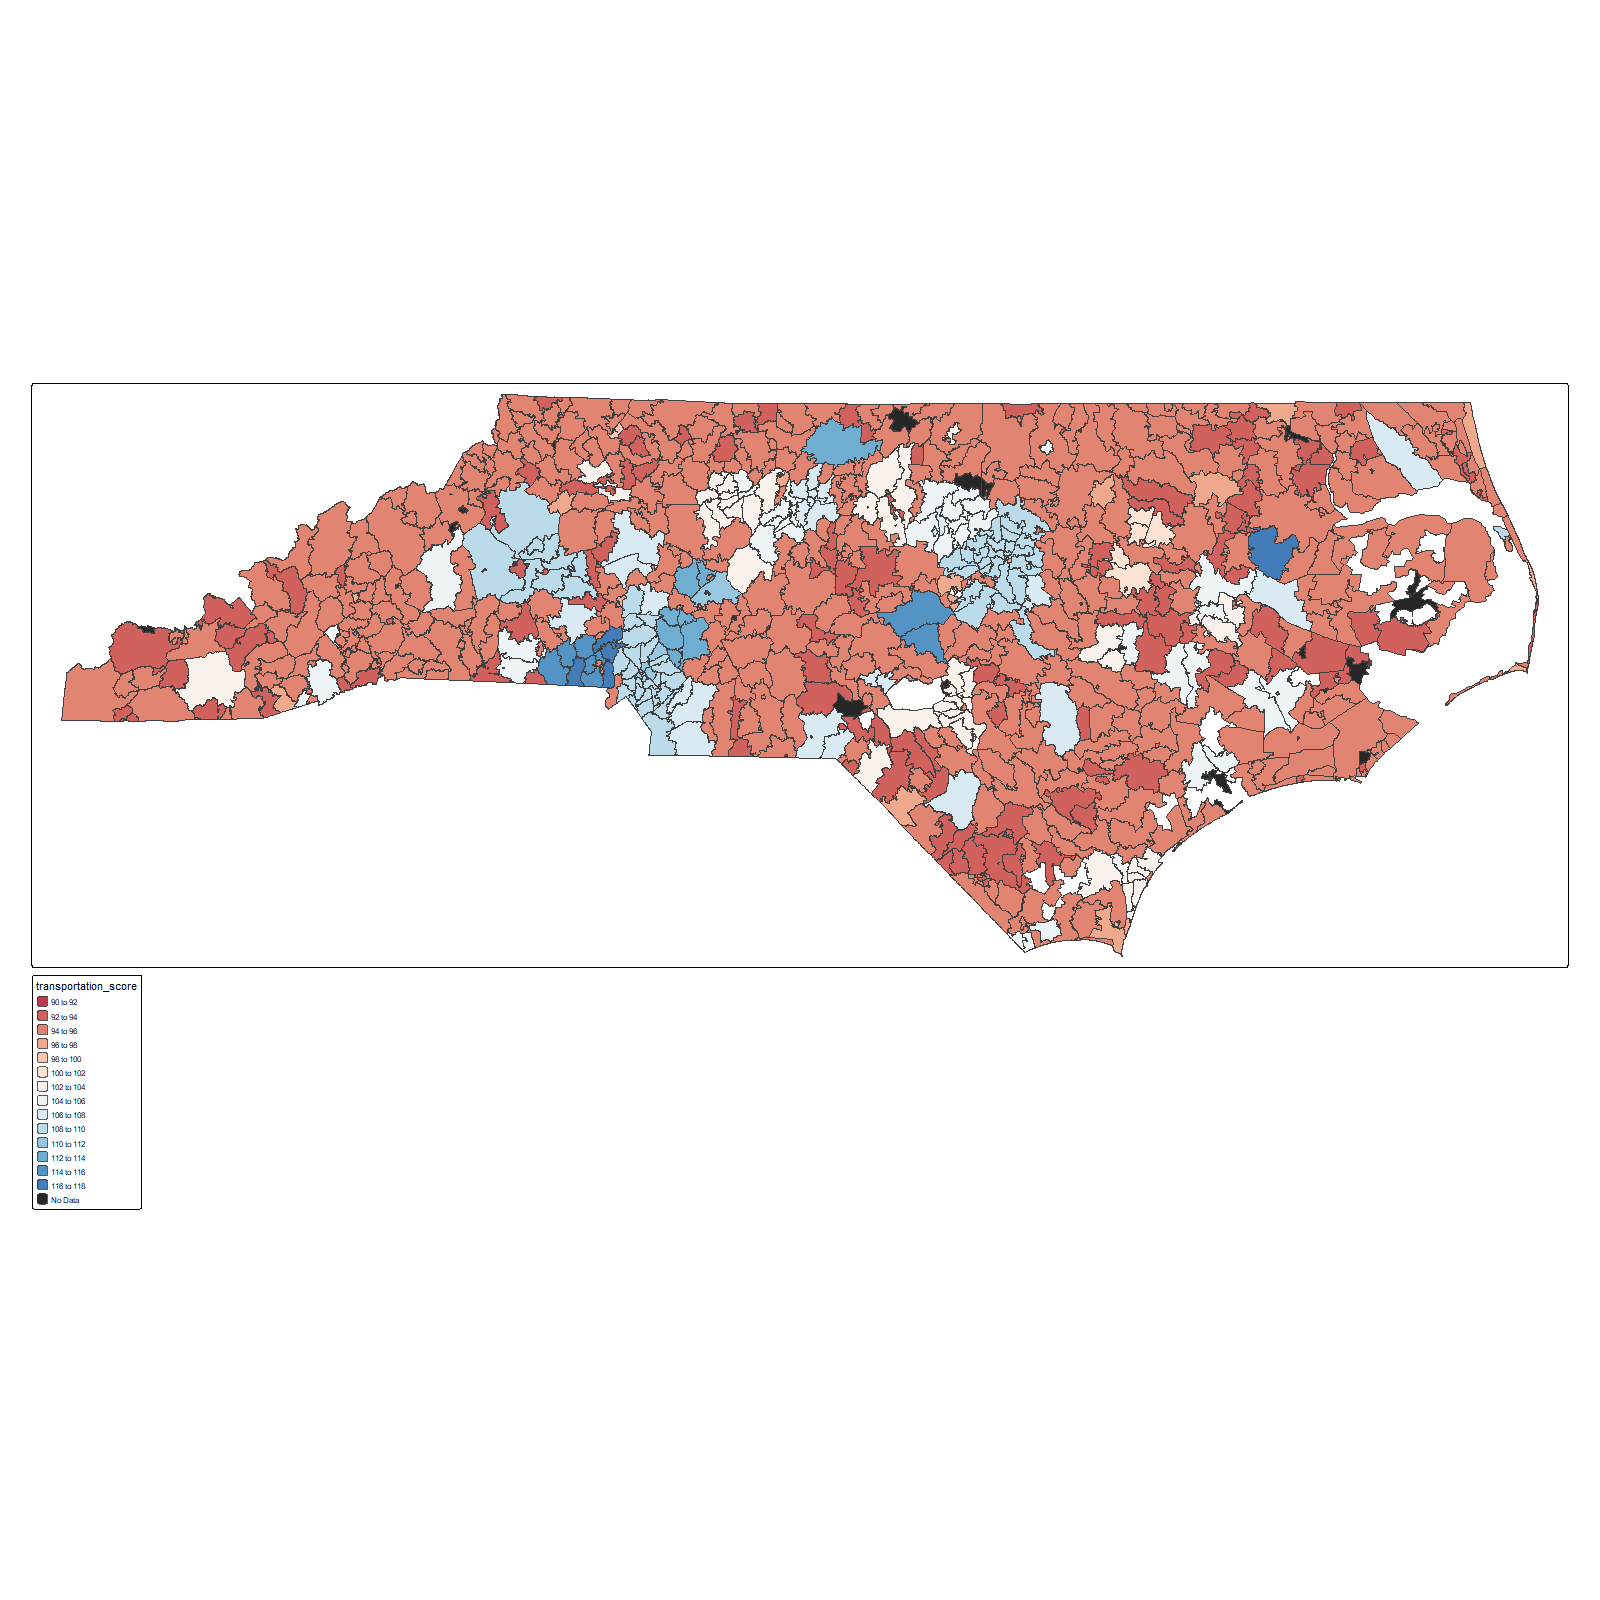 transportation_score
90 to 92
92 to 94
94 to 96
96 to 98
98 to 100
100 to 102
102 to 104
104 to 106
106 to 108
108 to 110
110 to 112
112 to 114
114 to 116
116 to 118
No Data